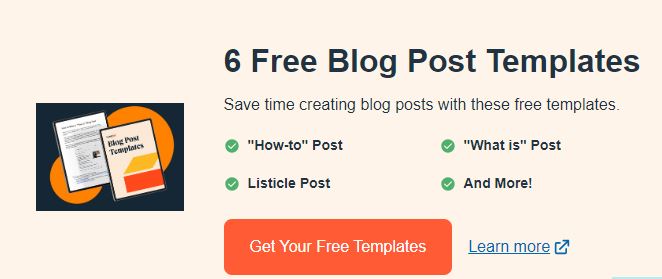 6 Free Blog Post Templates
Save time creating blog posts with these free templates.
"How-to" Post
"What is" Post
Listicle Post
And More!
Blog Post
Templates
Get Your Free Templates
Learn more